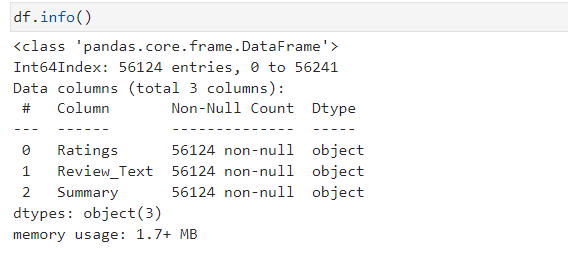 df.info()
<class 'pandas.core.frame.DataFrame'>
Int64Index: 56124 entries, 0 to 56241
Data columns (total 3 columns):
 #   Column       Non-Null Count  Dtype
---  ------       --------------  -----
 0   Ratings      56124 non-null  object
 1   Review_Text  56124 non-null  object
 2   Summary      56124 non-null  object
dtypes: object(3)
memory usage: 1.7+ MB